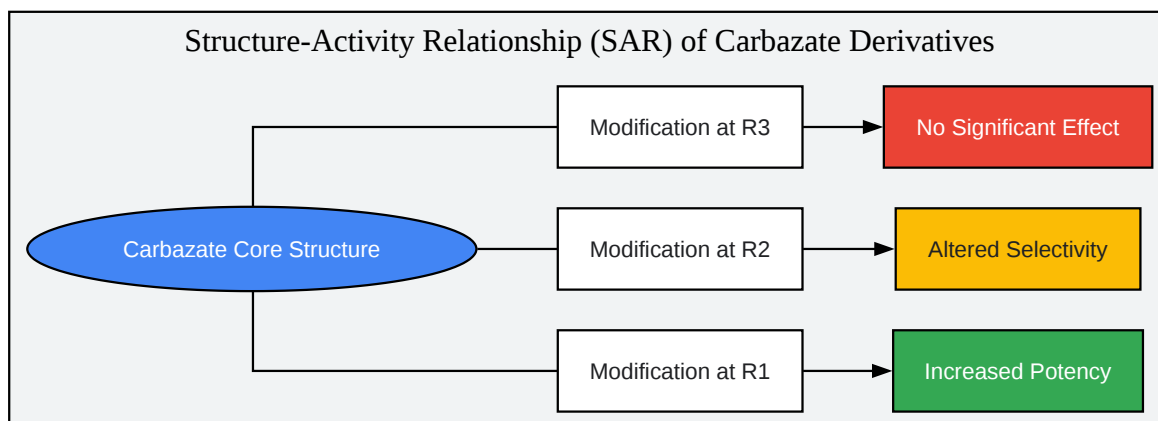 Structure-Activity Relationship (SAR) of Carbazate Derivatives
Modification at R3
No Significant Effect
Carbazate Core Structure
Modification at R2
Altered Selectivity
Modification at R1
Increased Potency